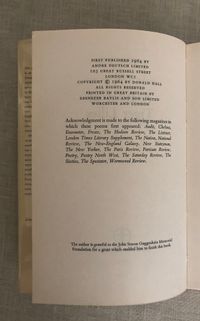 FIRST PUBLISHED 1964 BY
ANDRE DEUTSCH LIMITED
105 GREAT RUSSELL STREET
LONDON WC1
COPYRIGHT © 1964 BY DONALD HALL
ALL RIGHTS RESERVED
PRINTED IN GREAT BRITAIN BY
EBENEZER BAYLIS AND SON LIMITED
WORCESTER AND LONDON
Acknowledgment is made to the following magazines in
which these poems first appeared: Audit, Chelsea,
Encounter, Fresco, The Hudson Review, The Listener,
London Times Literary Supplement, The Nation, National
Review, The New-England Galaxy, New Statesman,
The New Yorker, The Paris Review, Partisan Review,
Poetry, Poetry North West, The Saturday Review, The
Sixties, The Spectator, Wormwood Review.
The author is grateful to the John Simon Guggenheim Memorial
Foundation for a grant which enabled him to finish this book